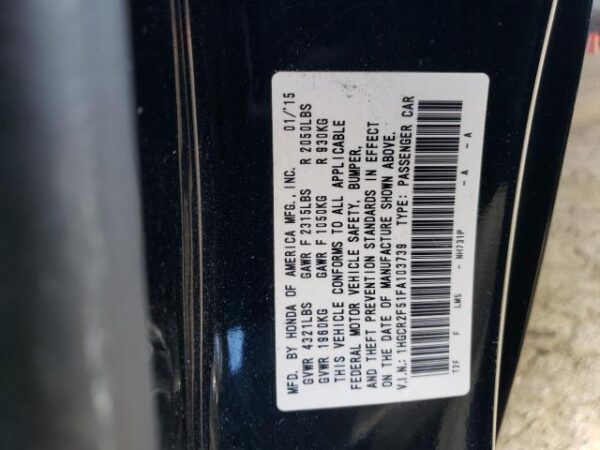 MFD. BY HONDA OF AMERICA MFG., INC. 01/'15
GVWR 4321LBS GAWR F 2315LBS R 2050LBS
GVWR 1960KG GAWR F 1050KG R 930KG
THIS VEHICLE CONFORMS TO ALL APPLICABLE
FEDERAL MOTOR VEHICLE SAFETY, BUMPER,
AND THEFT PREVENTION STANDARDS IN EFFECT
ON THE DATE OF MANUFACTURE SHOWN ABOVE.
V.I.N.: 1HGCR2F51FA103739 TYPE: PASSENGER CAR
T2F F LM5 - NH731P - A - A